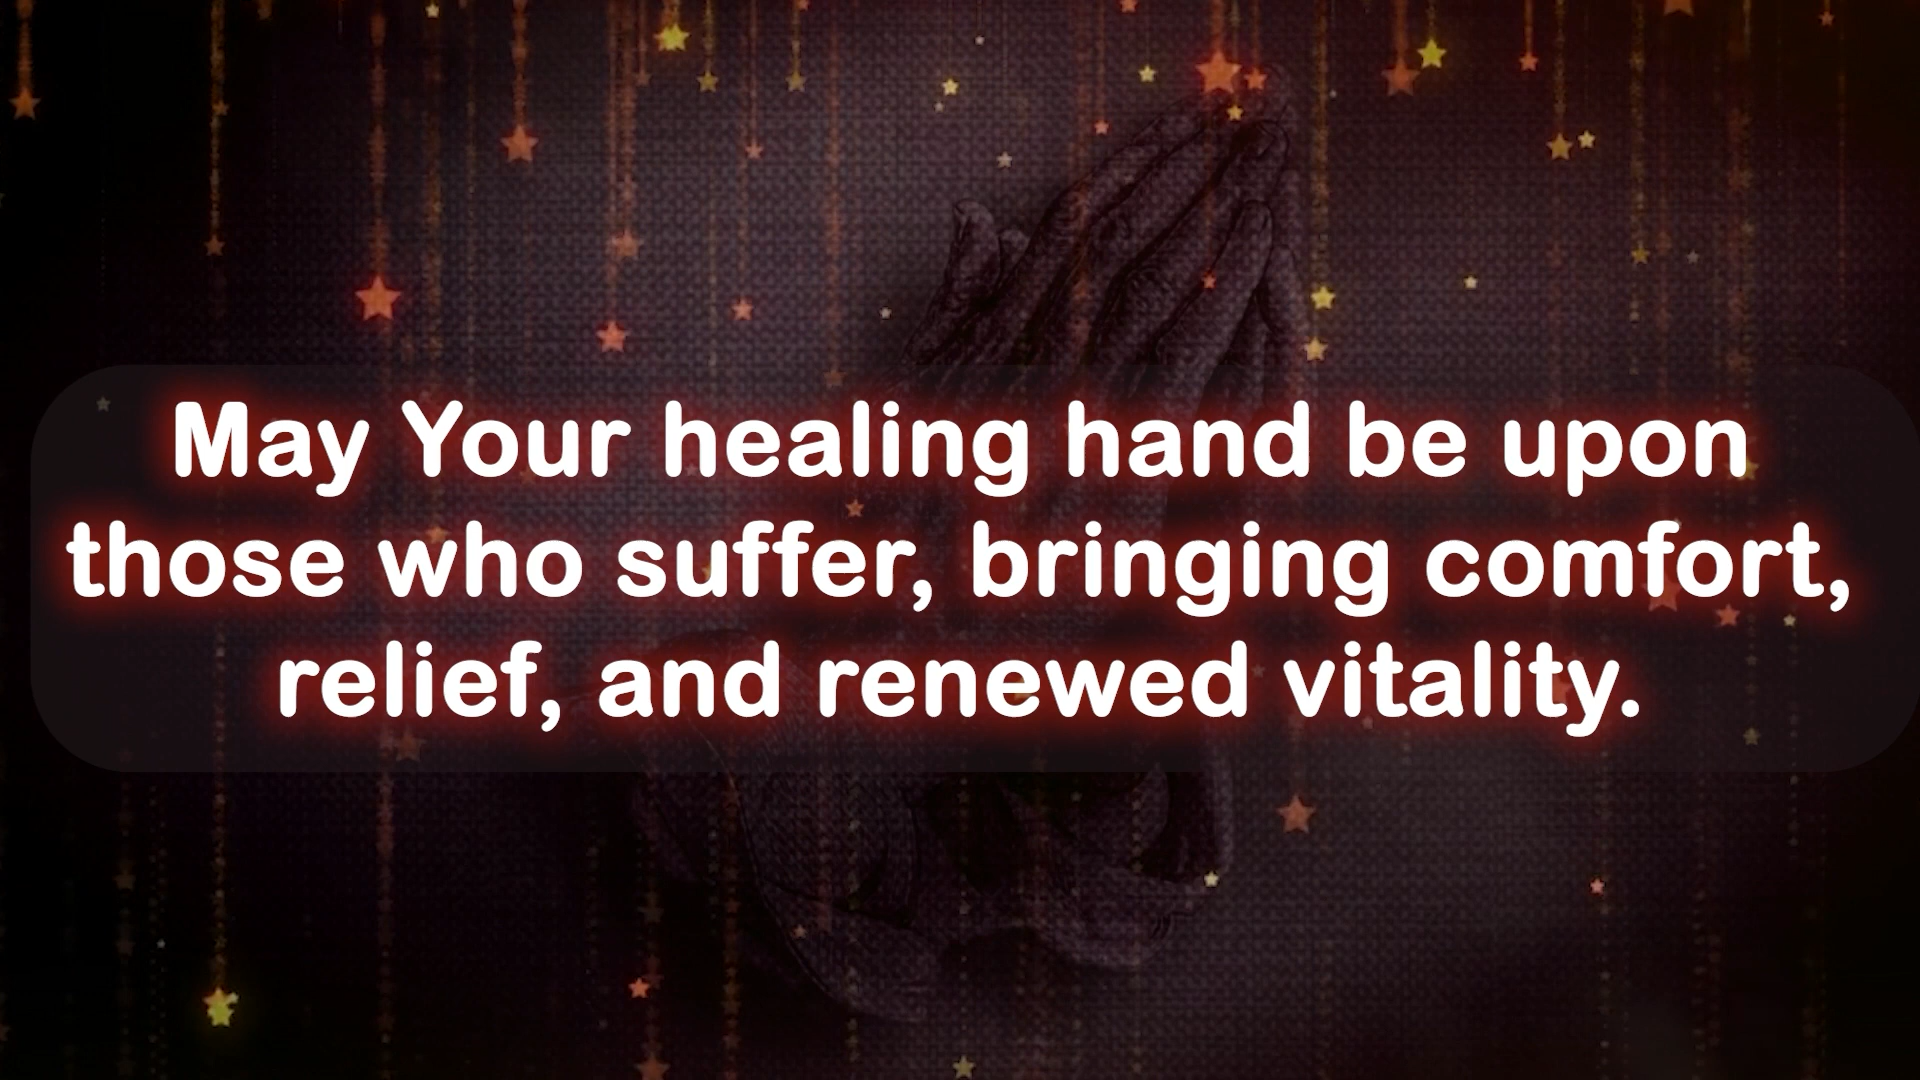 May Your healing hand be upon
those who suffer, bringing comfort,
relief, and renewed vitality.